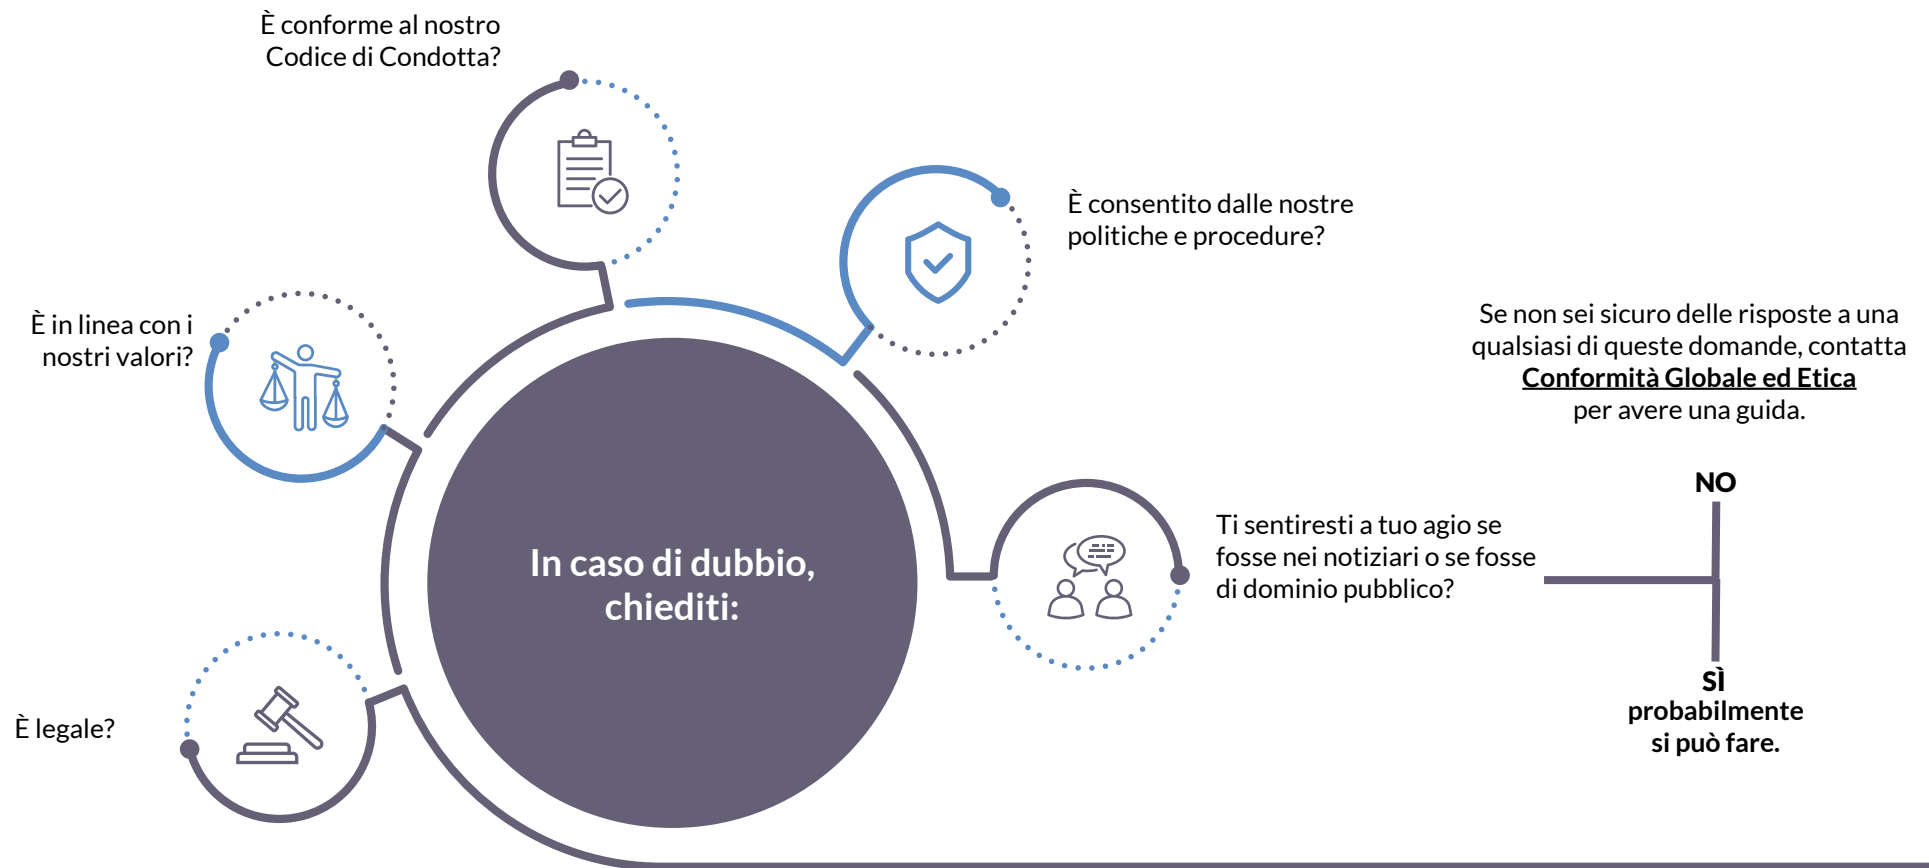 È conforme al nostro
Codice di Condotta?
È consentito dalle nostre
politiche e procedure?
È in linea con i
nostri valori?
Se non sei sicuro delle risposte a una
qualsiasi di queste domande, contatta
Conformità Globale ed Etica
per avere una guida.
NO
In caso di dubbio,
chiediti:
Ti sentiresti a tuo agio se
fosse nei notiziari o se fosse
di dominio pubblico?
È legale?
SÌ
probabilmente
si può fare.